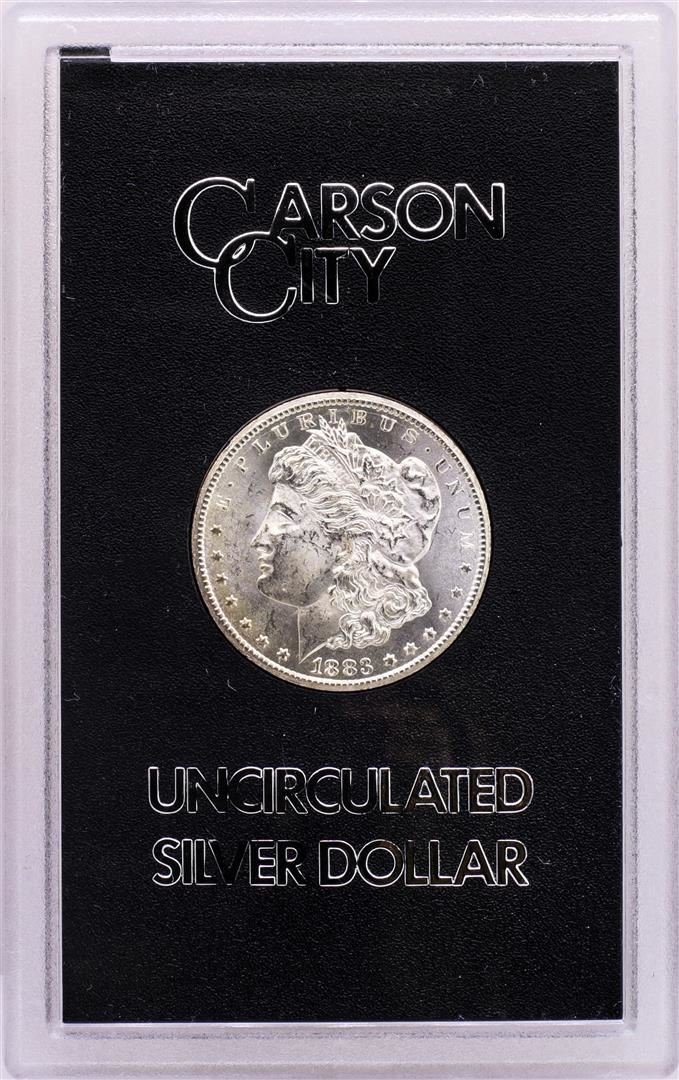 CARSON
CITY
E · PLURIBUS · UNUM
1883
UNCIRCULATED
SILVER DOLLAR